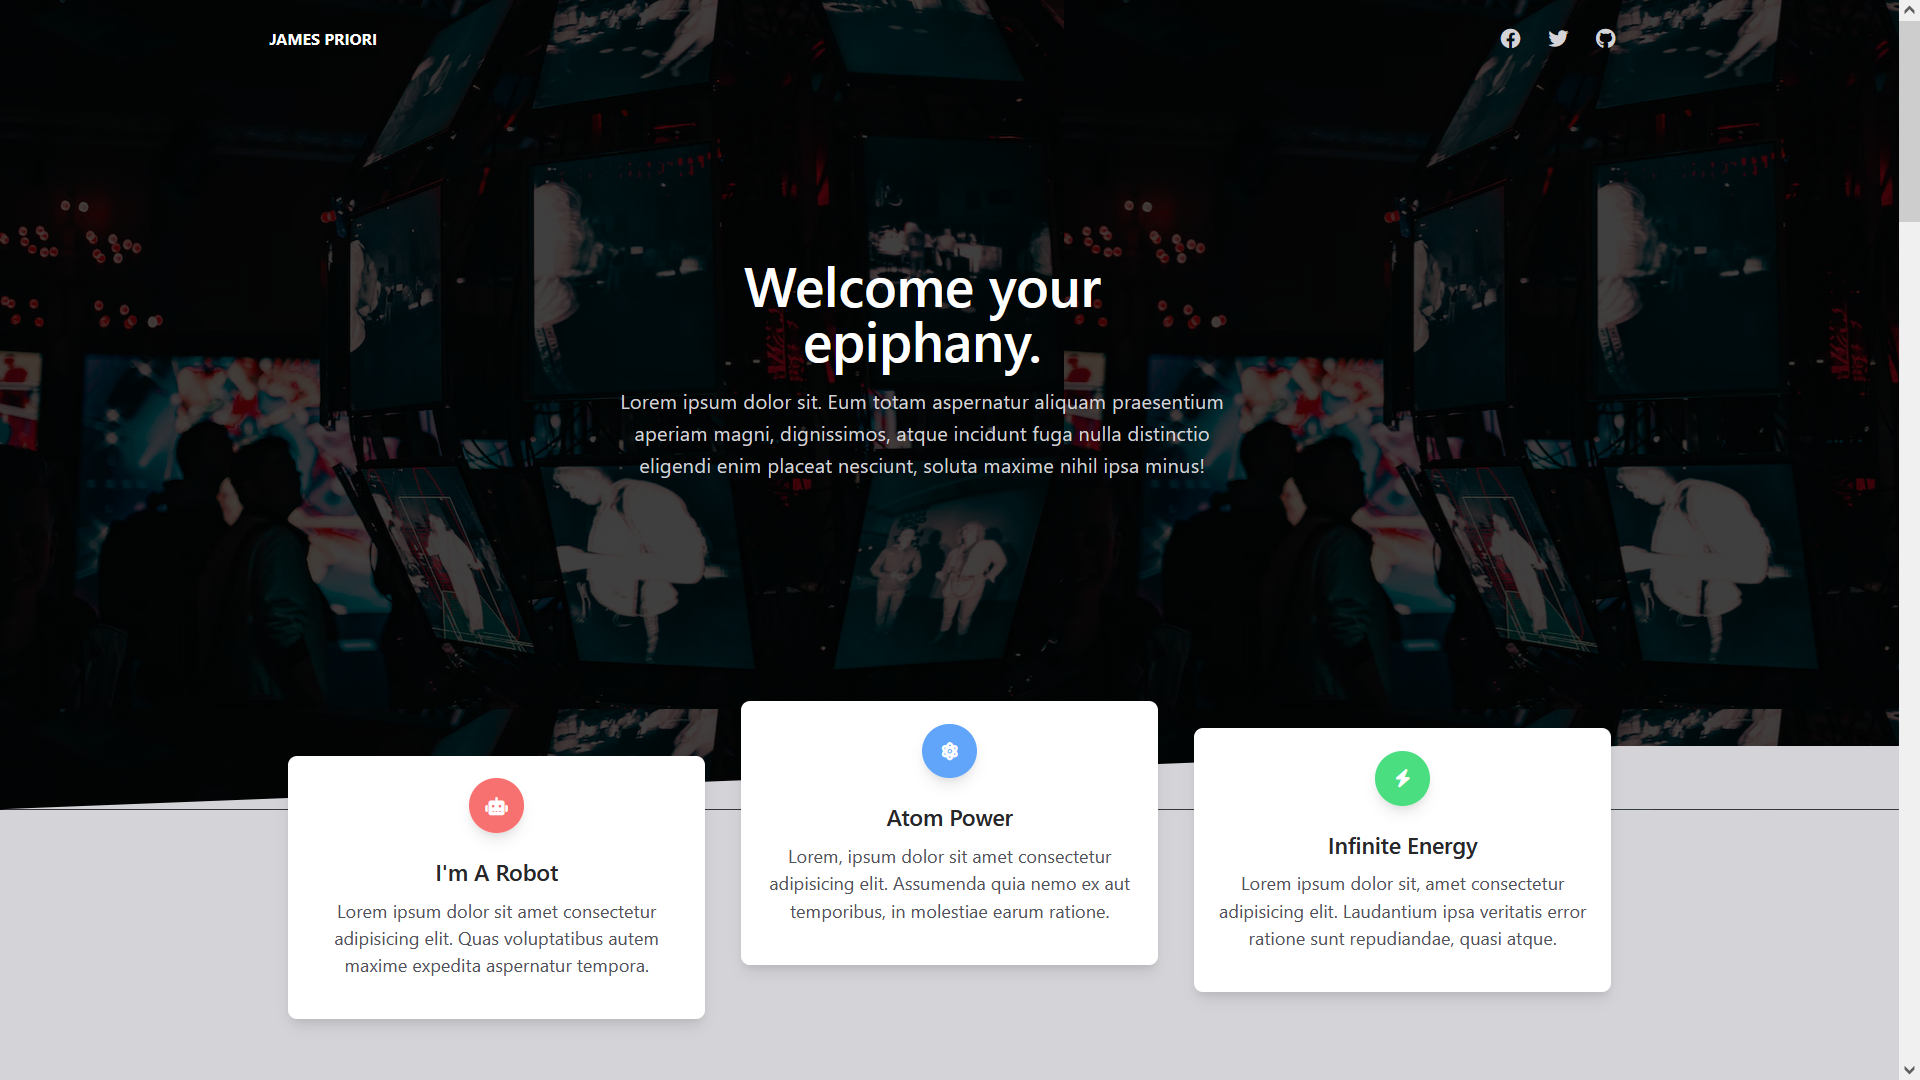 JAMES PRIORI
Welcome your
epiphany.
Lorem ipsum dolor sit. Eum totam aspernatur aliquam praesentium
aperiam magni, dignissimos, atque incidunt fuga nulla distinctio
eligendi enim placeat nesciunt, soluta maxime nihil ipsa minus!
I'm A Robot
Lorem ipsum dolor sit amet consectetur
adipisicing elit. Quas voluptatibus autem
maxime expedita aspernatur tempora.
Atom Power
Lorem, ipsum dolor sit amet consectetur
adipisicing elit. Assumenda quia nemo ex aut
temporibus, in molestiae earum ratione.
Infinite Energy
Lorem ipsum dolor sit, amet consectetur
adipisicing elit. Laudantium ipsa veritatis error
ratione sunt repudiandae, quasi atque.